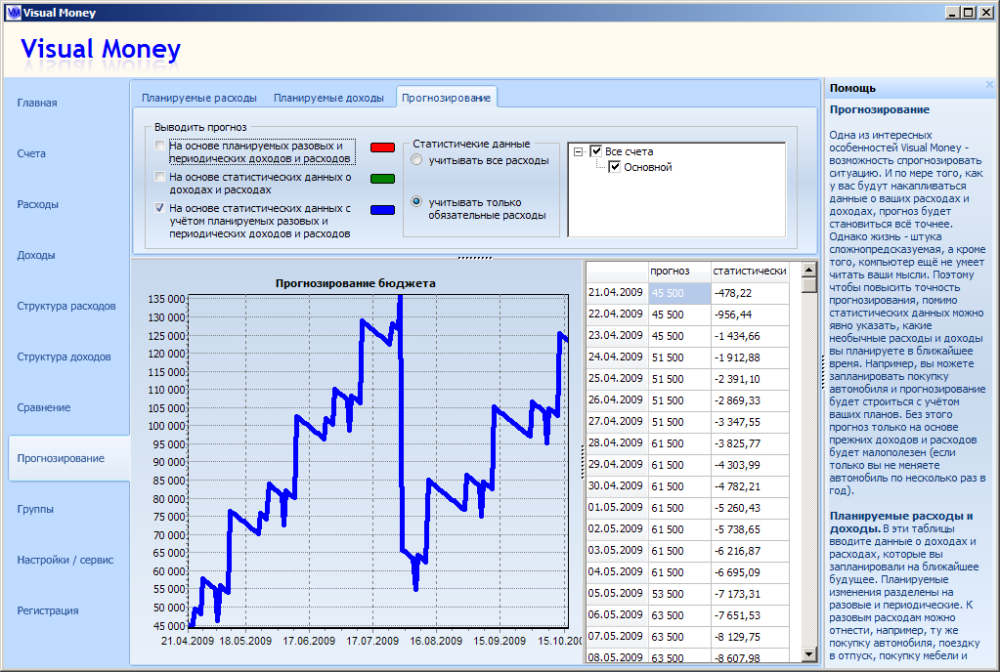 Visual Money
Visual Money
Главная
Счета
Расходы
Доходы
Структура расходов
Структура доходов
Сравнение
Прогнозирование
Группы
Настройки / сервис
Регистрация
Планируемые расходы
Планируемые доходы
Прогнозирование
Выводить прогноз
На основе планируемых разовых и
периодических доходов и расходов
На основе статистических данных о
доходах и расходах
На основе статистических данных с
учётом планируемых разовых и
периодических доходов и расходов
Статистичекие данные
учитывать все расходы
учитывать только
обязательные расходы
Все счета
Основной
Прогнозирование бюджета
135 000
130 000
125 000
120 000
115 000
110 000
105 000
100 000
95 000
90 000
85 000
80 000
75 000
70 000
65 000
60 000
55 000
50 000
45 000
21.04.2009 18.05.2009 17.06.2009 17.07.2009 16.08.2009 15.09.2009 15.10.200
прогноз статистически
21.04.2009 45 500 -478,22
22.04.2009 45 500 -956,44
23.04.2009 45 500 -1 434,66
24.04.2009 51 500 -1 912,88
25.04.2009 51 500 -2 391,10
26.04.2009 51 500 -2 869,33
27.04.2009 51 500 -3 347,55
28.04.2009 61 500 -3 825,77
29.04.2009 61 500 -4 303,99
30.04.2009 61 500 -4 782,21
01.05.2009 61 500 -5 260,43
02.05.2009 61 500 -5 738,65
03.05.2009 61 500 -6 216,87
04.05.2009 61 500 -6 695,09
05.05.2009 53 500 -7 173,31
06.05.2009 63 500 -7 651,53
07.05.2009 63 500 -8 129,75
08.05.2009 63 500 -8 607,98
Помощь
Прогнозирование
Одна из интересных
особенностей Visual Money -
возможность спрогнозировать
ситуацию. И по мере того, как
у вас будут накапливаться
данные о ваших расходах и
доходах, прогноз будет
становиться всё точнее.
Однако жизнь - штука
сложнопредсказуемая, а кроме
того, компьютер ещё не умеет
читать ваши мысли. Поэтому
чтобы повысить точность
прогнозирования, помимо
статистических данных можно
явно указать, какие
необычные расходы и доходы
вы планируете в ближайшее
время. Например, вы можете
запланировать покупку
автомобиля и прогнозирование
будет строиться с учётом
ваших планов. Без этого
прогноз только на основе
прежних доходов и расходов
будет малополезен (если
только вы не меняете
автомобиль по несколько раз в
год).
Планируемые расходы и
доходы. В эти таблицы
вводите данные о доходах и
расходах, которые вы
запланировали на ближайшее
будущее. Планируемые
изменения разделены на
разовые и периодические. К
разовым расходам можно
отнести, например, ту же
покупку автомобиля, поездку
в отпуск, покупку мебели и